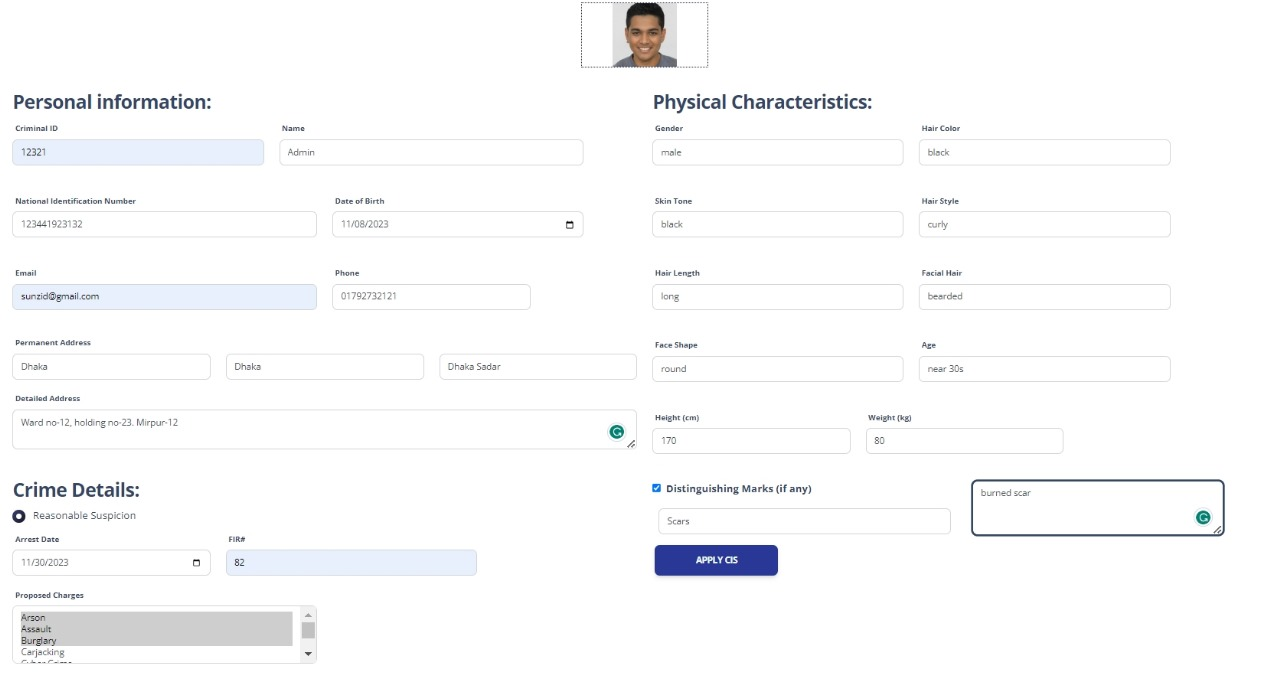 Personal information:
Criminal ID
Name
12321
Admin
National Identification Number
Date of Birth
123441923132
11/08/2023
Email
Phone
sunzid@gmail.com
01792732121
Permanent Address
Dhaka
Dhaka
Dhaka Sadar
Detailed Address
Ward no-12, holding no-23. Mirpur-12
Crime Details:
Reasonable Suspicion
Arrest Date
FIR#
11/30/2023
82
Proposed Charges
Arson
Assault
Burglary
Carjacking
Cyber Crime
Physical Characteristics:
Gender
Hair Color
male
black
Skin Tone
Hair Style
black
curly
Hair Length
Facial Hair
long
bearded
Face Shape
Age
round
near 30s
Height (cm)
Weight (kg)
170
80
Distinguishing Marks (if any)
burned scar
Scars
APPLY CIS